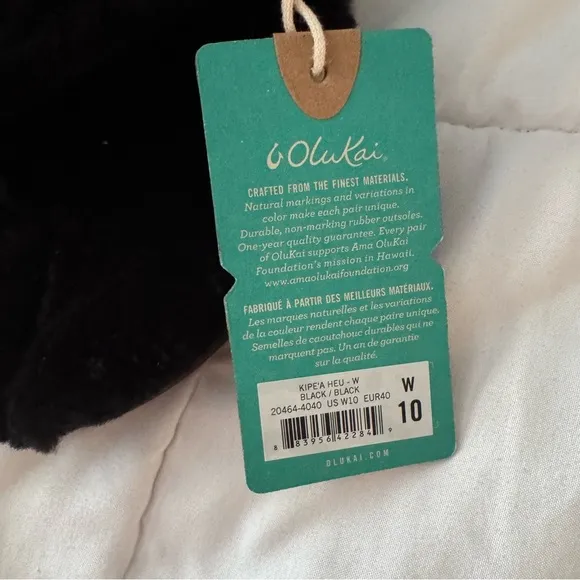 OluKai®
CRAFTED FROM THE FINEST MATERIALS.
Natural markings and variations in
color make each pair unique.
Durable, non-marking rubber outsoles.
One-year quality guarantee. Every pair
of OluKai supports Ama OluKai
Foundation's mission in Hawaii.
www.amaolukaifoundation.org
FABRIQUÉ À PARTIR DES MEILLEURS MATÉRIAUX.
Les marques naturelles et les variations
de la couleur rendent chaque paire unique.
Semelles de caoutchouc durables qui ne
marquent pas. Un an de garantie
sur la qualité.
KIPE'A HEU - W
BLACK / BLACK
20464-4040 US W10 EUR40
W
10
8 83956 42284 9
OLUKAI.COM